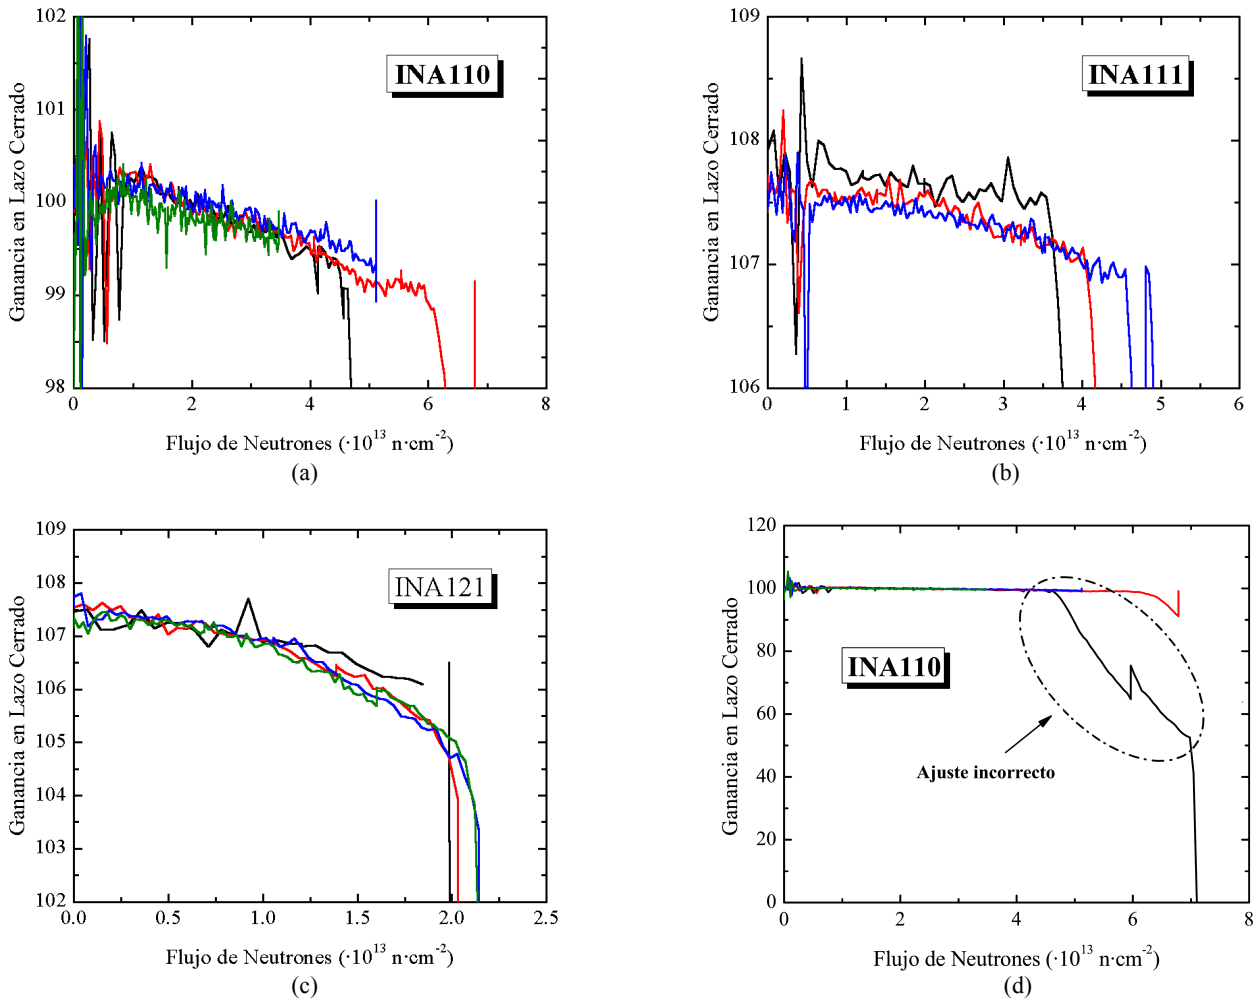 102
101
100
99
98
0
2
4
6
8
Ganancia en Lazo Cerrado
INA110
Flujo de Neutrones (·10¹³ n·cm⁻²)
(a)
109
108
107
106
0
1
2
3
4
5
6
Ganancia en Lazo Cerrado
INA111
Flujo de Neutrones (·10¹³ n·cm⁻²)
(b)
109
108
107
106
105
104
103
102
0.0
0.5
1.0
1.5
2.0
2.5
Ganancia en Lazo Cerrado
INA121
Flujo de Neutrones (·10¹³ n·cm⁻²)
(c)
120
100
80
60
40
20
0
0
2
4
6
8
Ganancia en Lazo Cerrado
INA110
Ajuste incorrecto
Flujo de Neutrones (·10¹³ n·cm⁻²)
(d)